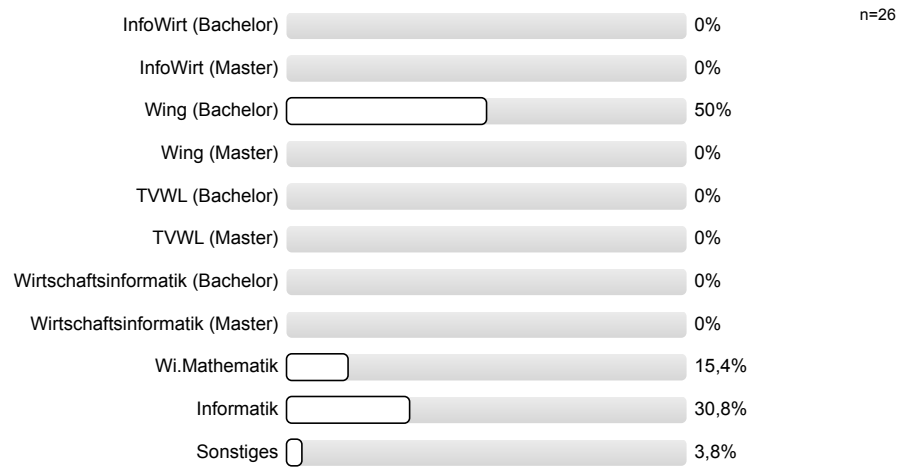 n=26
InfoWirt (Bachelor) 0%
InfoWirt (Master) 0%
Wing (Bachelor) 50%
Wing (Master) 0%
TVWL (Bachelor) 0%
TVWL (Master) 0%
Wirtschaftsinformatik (Bachelor) 0%
Wirtschaftsinformatik (Master) 0%
Wi.Mathematik 15,4%
Informatik 30,8%
Sonstiges 3,8%